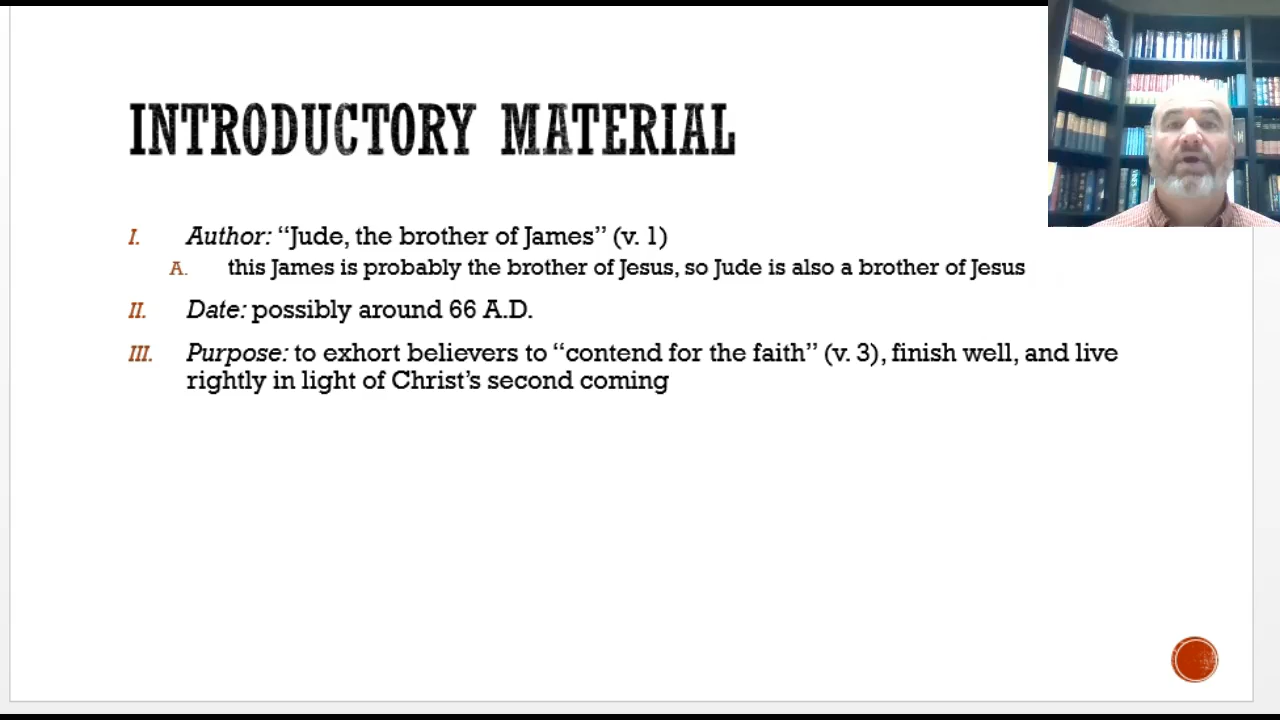 INTRODUCTORY MATERIAL
I. Author: “Jude, the brother of James” (v. 1)
A. this James is probably the brother of Jesus, so Jude is also a brother of Jesus
II. Date: possibly around 66 A.D.
III. Purpose: to exhort believers to “contend for the faith” (v. 3), finish well, and live
rightly in light of Christ’s second coming